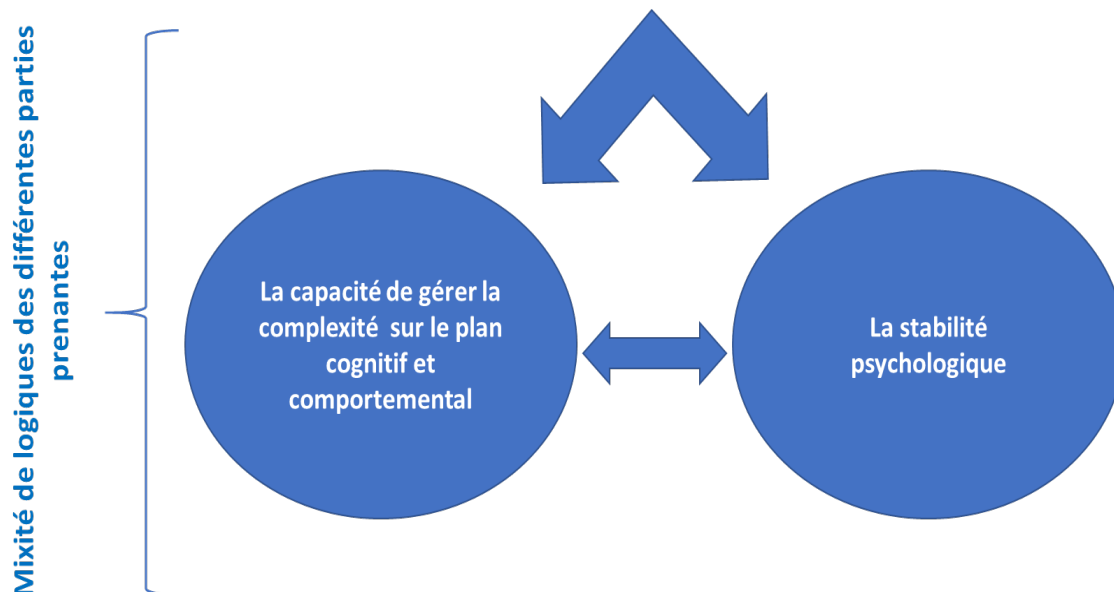 Mixité de logiques des différentes parties
prenantes
La capacité de gérer la
complexité sur le plan
cognitif et
comportemental
La stabilité
psychologique